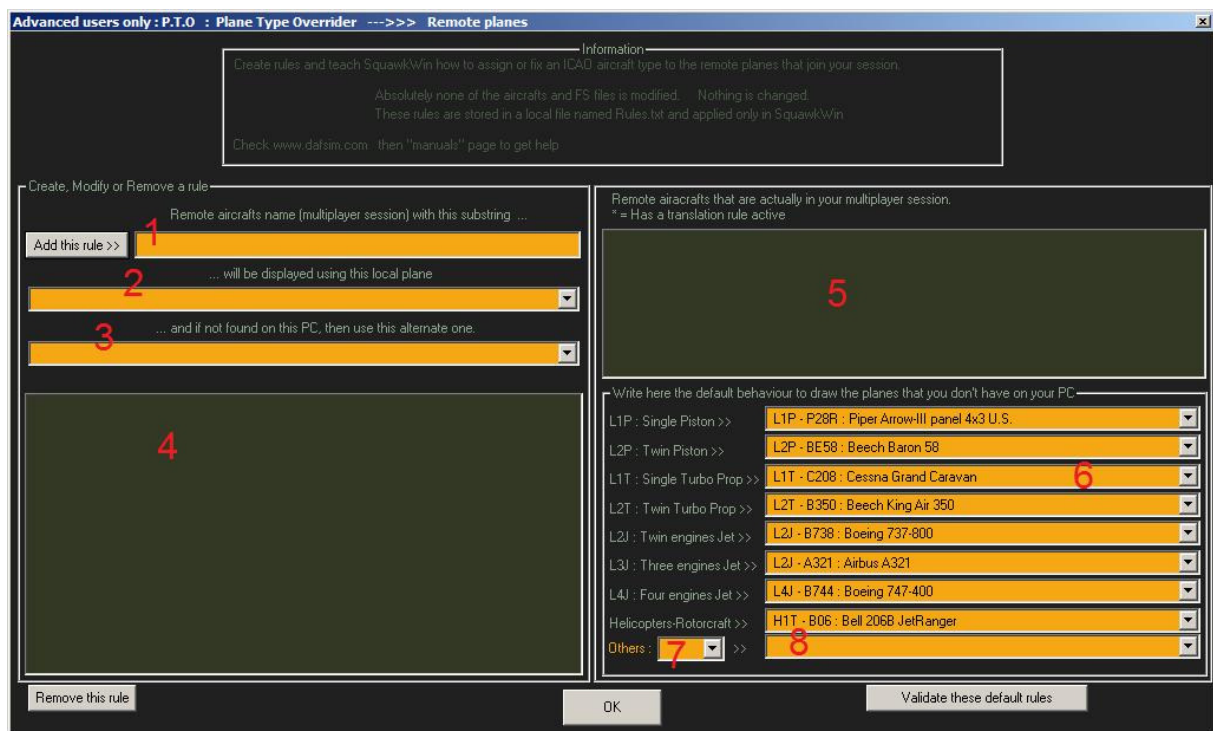 Advanced users only : P.T.O : Plane Type Overrider --->>> Remote planes
Information
Create rules and teach SquawkWin how to assign or fix an ICAO aircraft type to the remote planes that join your session.
Absolutely none of the aircrafts and FS files is modified. Nothing is changed.
These rules are stored in a local file named Rules.txt and applied only in SquawkWin
Check www.dafsim.com then "manuals" page to get help
Create, Modify or Remove a rule
Remote aircrafts name (multiplayer session) with this substring ...
1
Add this rule >>
2
... will be displayed using this local plane
3
... and if not found on this PC, then use this alternate one.
4
Remove this rule
Remote airacrafts that are actually in your multiplayer session.
* = Has a translation rule active
5
Write here the default behaviour to draw the planes that you don't have on your PC
L1P : Single Piston >> L1P - P28R : Piper Arrow-III panel 4x3 U.S.
L2P : Twin Piston >> L2P - BE58 : Beech Baron 58
L1T : Single Turbo Prop >> L1T - C208 : Cessna Grand Caravan 6
L2T : Twin Turbo Prop >> L2T - B350 : Beech King Air 350
L2J : Twin engines Jet >> L2J - B738 : Boeing 737-800
L3J : Three engines Jet >> L2J - A321 : Airbus A321
L4J : Four engines Jet >> L4J - B744 : Boeing 747-400
Helicopters-Rotorcraft >> H1T - B06 : Bell 206B JetRanger
Others : 7 >> 8
OK
Validate these default rules